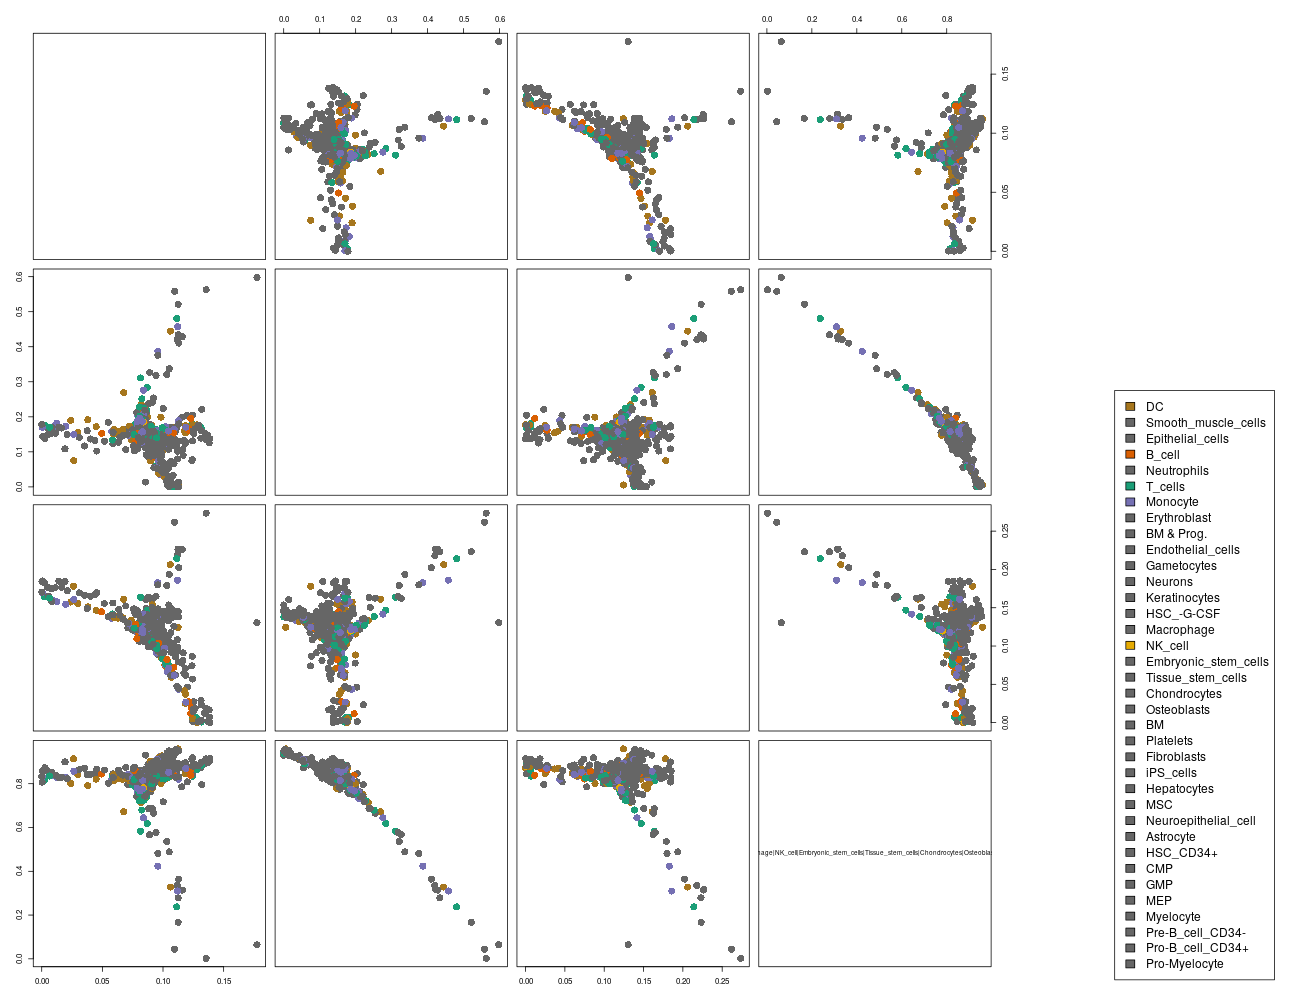 0.0 0.1 0.2 0.3 0.4 0.5 0.6
0.0 0.2 0.4 0.6 0.8
0.00 0.05 0.10 0.15
0.0 0.1 0.2 0.3 0.4 0.5 0.6
0.00 0.05 0.10 0.15 0.20 0.25
0.0 0.2 0.4 0.6 0.8
|NK_cell|Embryonic_stem_cells|Tissue_stem_cells|Chondrocytes|
0.00 0.05 0.10 0.15
0.00 0.05 0.10 0.15 0.20 0.25
DC
Smooth_muscle_cells
Epithelial_cells
B_cell
Neutrophils
T_cells
Monocyte
Erythroblast
BM & Prog.
Endothelial_cells
Gametocytes
Neurons
Keratinocytes
HSC_-G-CSF
Macrophage
NK_cell
Embryonic_stem_cells
Tissue_stem_cells
Chondrocytes
Osteoblasts
BM
Platelets
Fibroblasts
iPS_cells
Hepatocytes
MSC
Neuroepithelial_cell
Astrocyte
HSC_CD34+
CMP
GMP
MEP
Myelocyte
Pre-B_cell_CD34-
Pro-B_cell_CD34+
Pro-Myelocyte